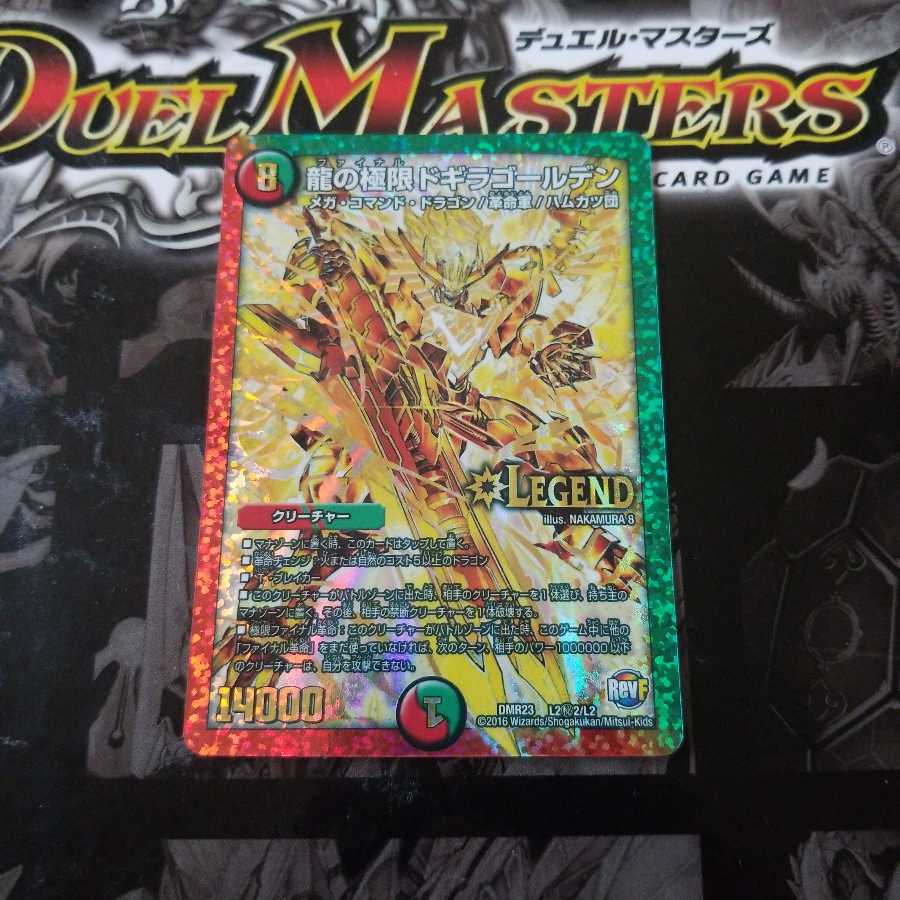 デュエル・マスターズ
DUEL MASTERS
®
CARD GAME
8
ファイナル
龍の極限ドギラゴールデン
メガ・コマンド・ドラゴン/革命軍/ハムカツ団
LEGEND
illus. NAKAMURA 8
クリーチャー
■ マナゾーンに置く時、このカードはタップして置く。
■ 革命チェンジ:火または自然のコスト5以上のドラゴン
■ T・ブレイカー
■ このクリーチャーがバトルゾーンに出た時、相手のクリーチャーを1体選び、持ち主の
マナゾーンに置く。その後、相手の禁断クリーチャーを1体破壊する。
■ 極限ファイナル革命:このクリーチャーがバトルゾーンに出た時、このゲーム中に他の
「ファイナル革命」をまだ使っていなければ、次のターン、相手のパワー1000000以下
のクリーチャーは、自分を攻撃できない。
RevF
14000
1
DMR23 L2㊙2/L2
©2016 Wizards/Shogakukan/Mitsui-Kids